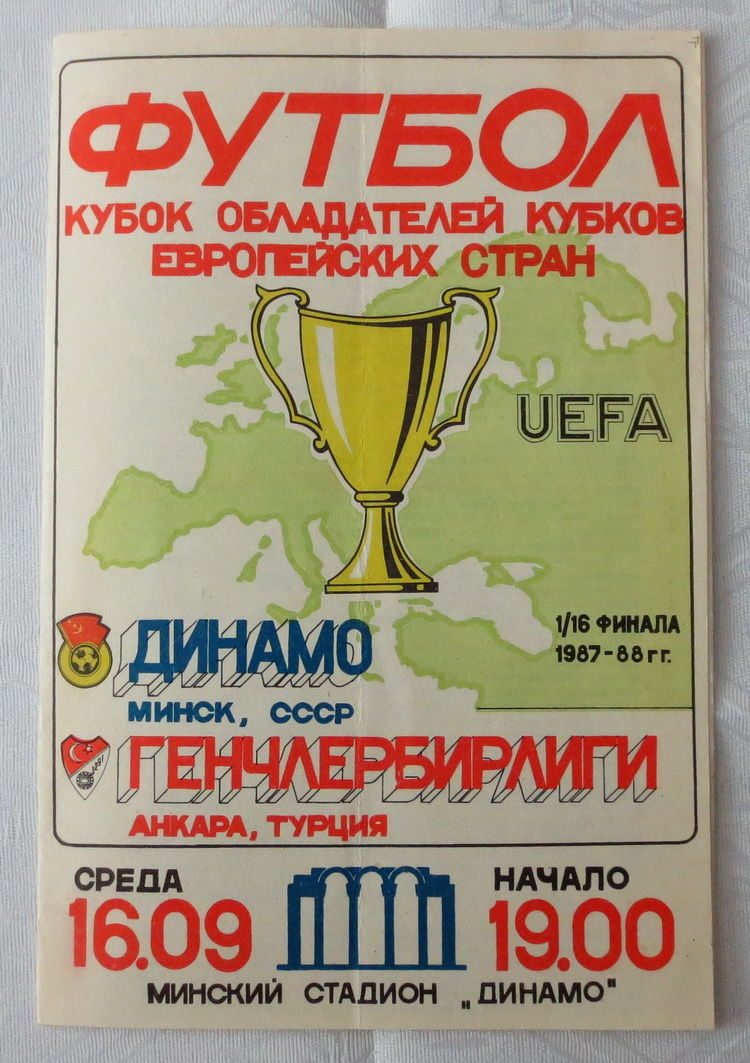 ФУТБОЛ
КУБОК ОБЛАДАТЕЛЕЙ КУБКОВ
ЕВРОПЕЙСКИХ СТРАН
UEFA
1/16 ФИНАЛА
1987-88 гг.
ДИНАМО
МИНСК, СССР
ГЕНЧЛЕРБИРЛИГИ
АНКАРА, ТУРЦИЯ
СРЕДА
16.09
НАЧАЛО
19.00
МИНСКИЙ СТАДИОН „ДИНАМО"